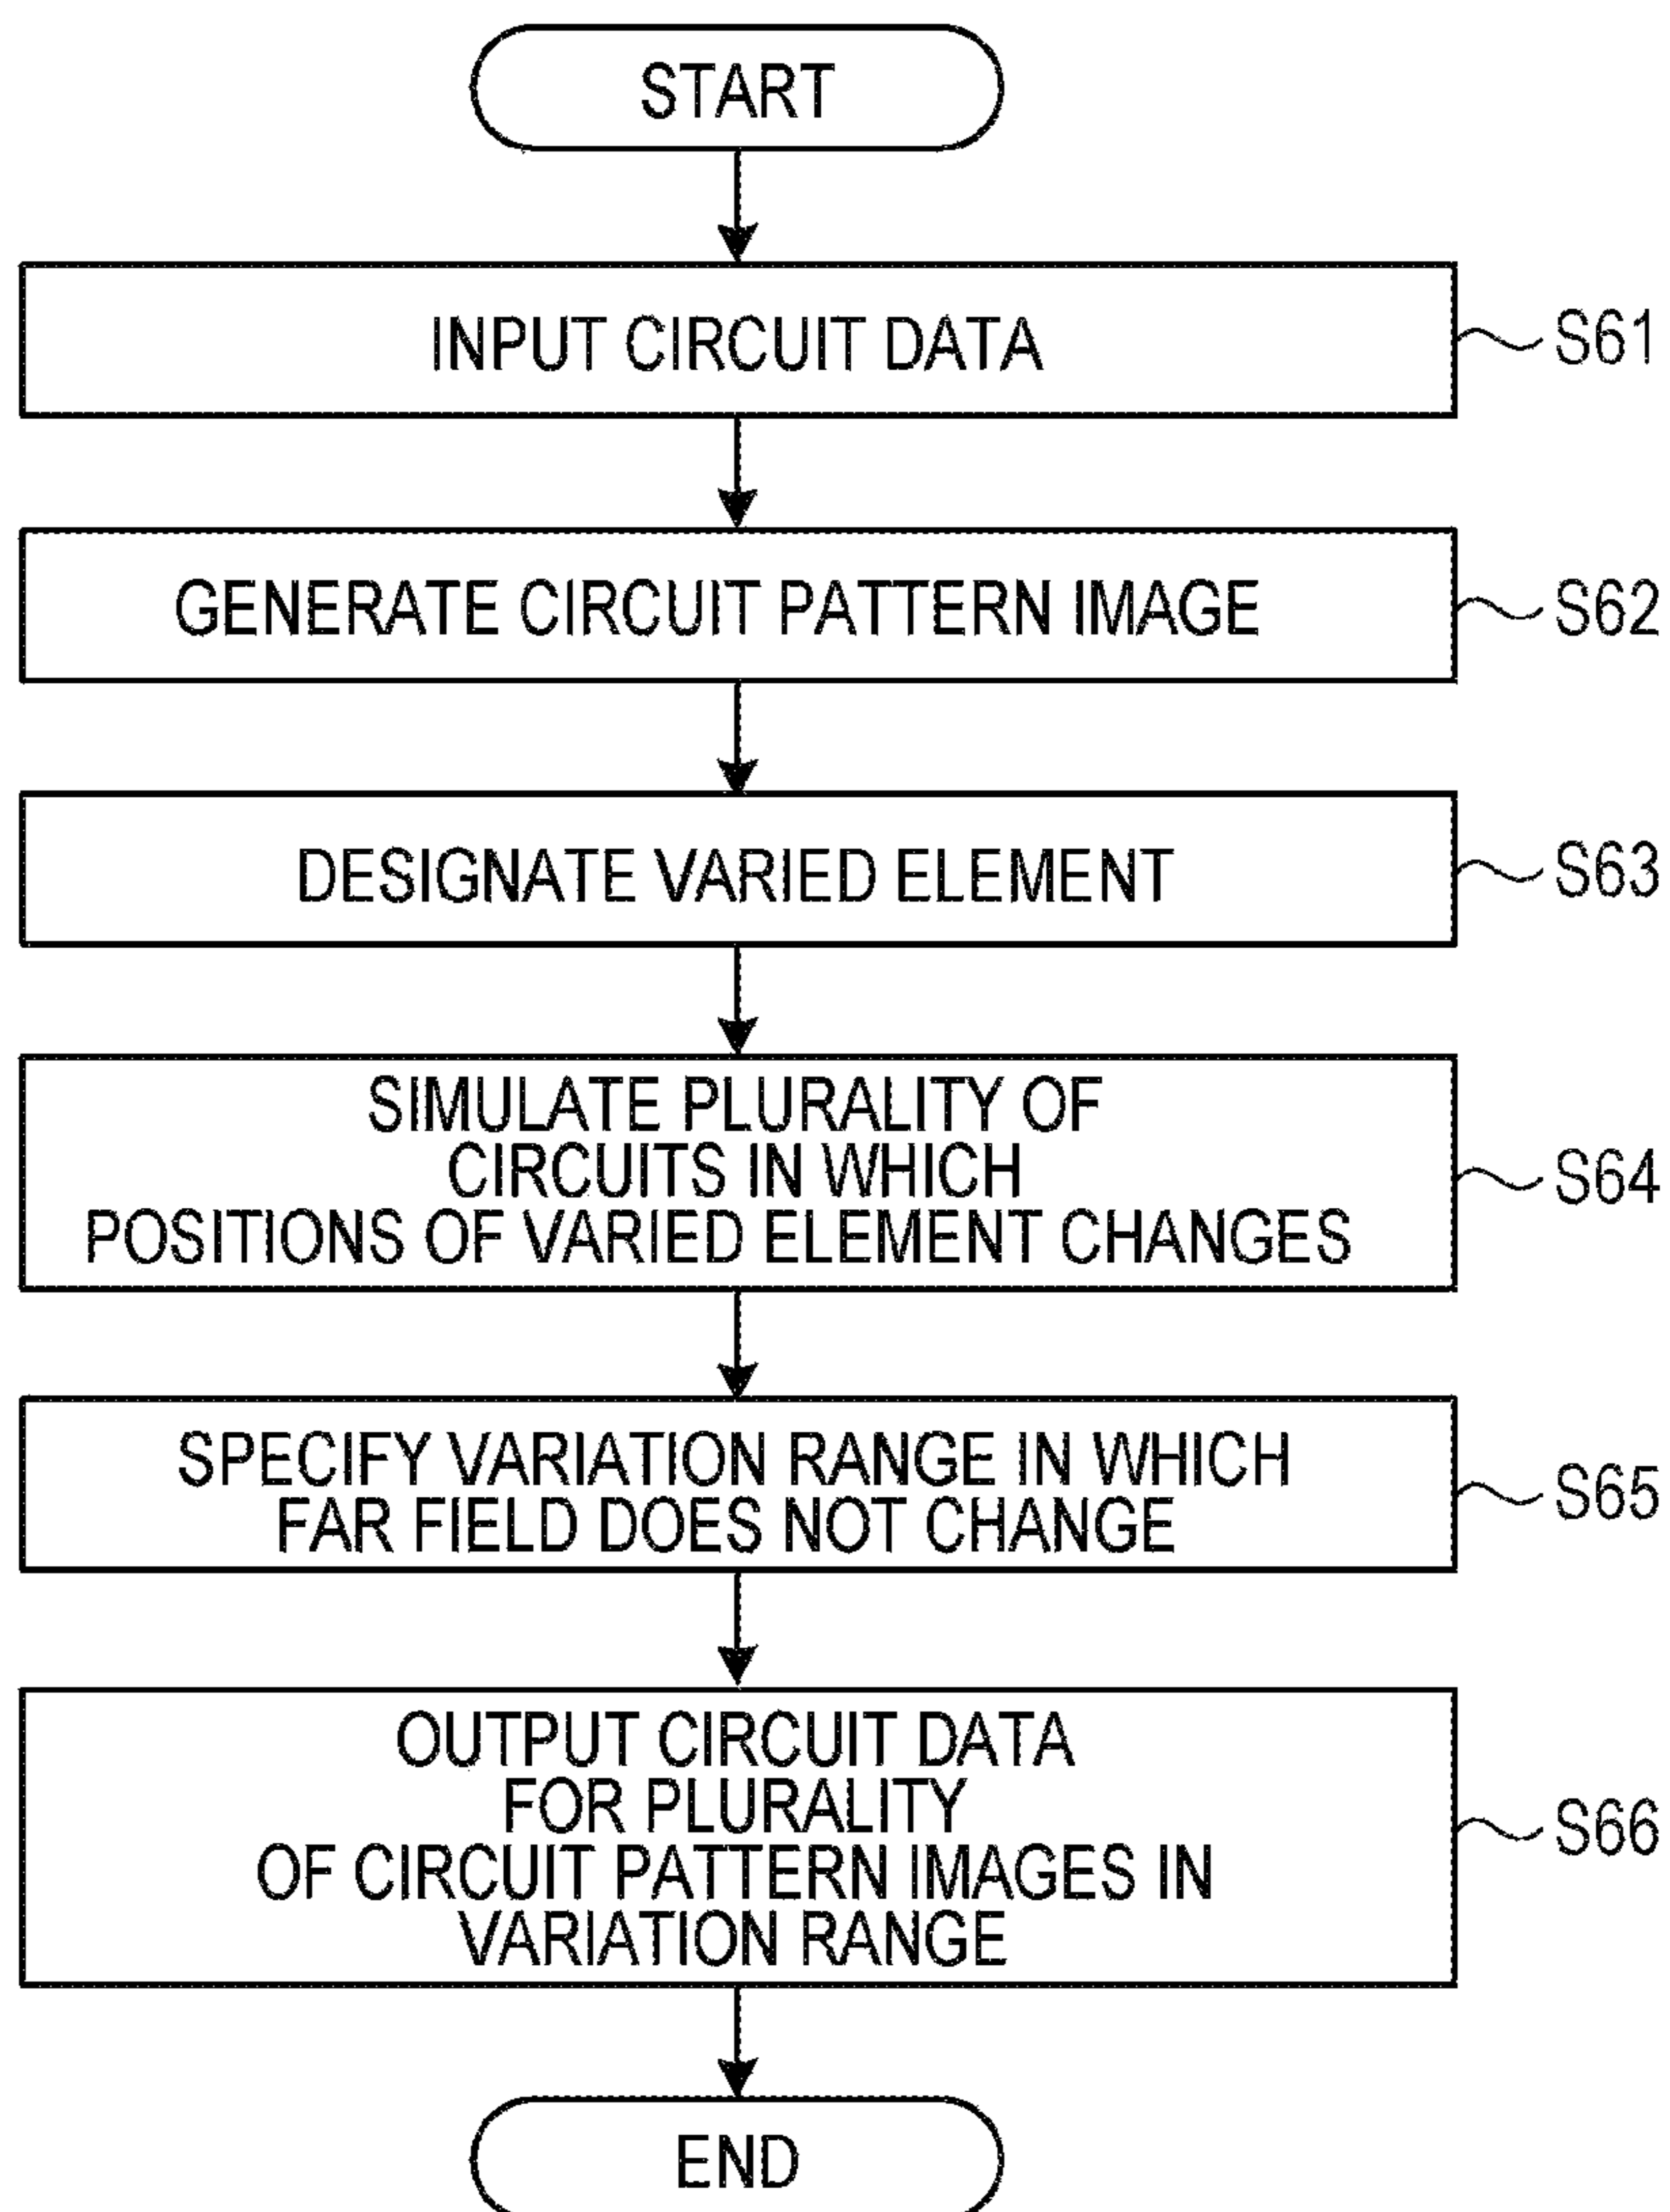 START
INPUT CIRCUIT DATA
S61
GENERATE CIRCUIT PATTERN IMAGE
S62
DESIGNATE VARIED ELEMENT
S63
SIMULATE PLURALITY OF
CIRCUITS IN WHICH
POSITIONS OF VARIED ELEMENT CHANGES
S64
SPECIFY VARIATION RANGE IN WHICH
FAR FIELD DOES NOT CHANGE
S65
OUTPUT CIRCUIT DATA
FOR PLURALITY
OF CIRCUIT PATTERN IMAGES IN
VARIATION RANGE
S66
END